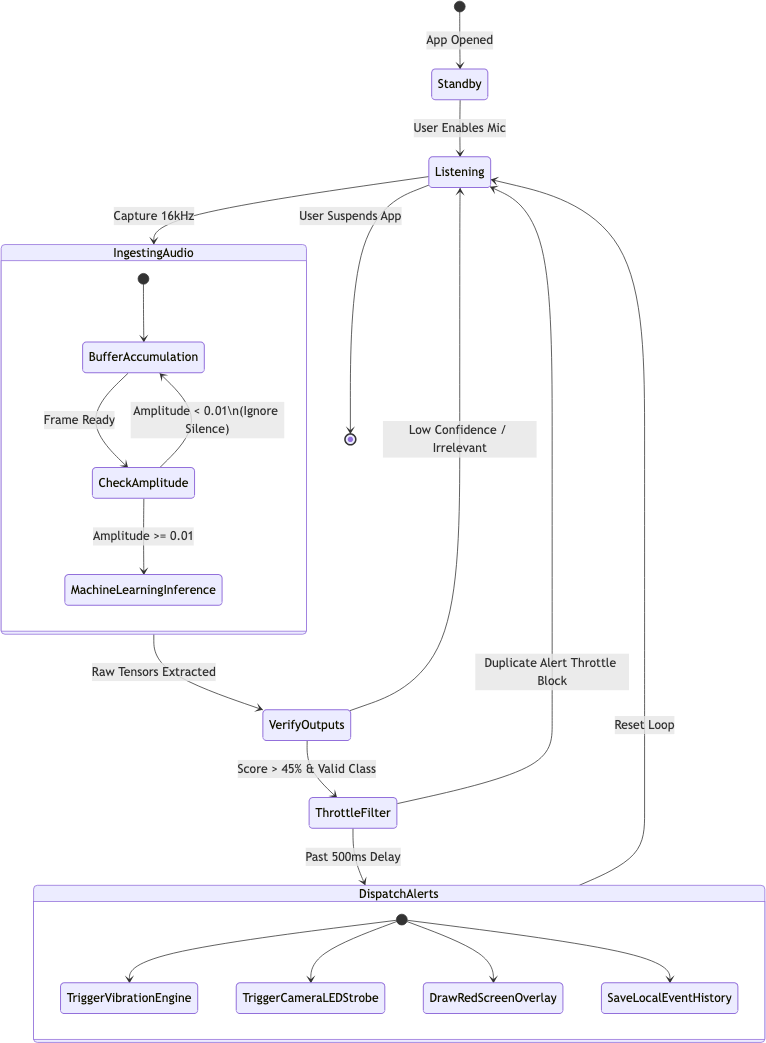 App Opened
Standby
User Enables Mic
Listening
Capture 16kHz
User Suspends App
IngestingAudio
BufferAccumulation
Frame Ready
Amplitude < 0.01\n(Ignore
Silence)
Low Confidence /
Irrelevant
CheckAmplitude
Amplitude >= 0.01
MachineLearningInference
Raw Tensors Extracted
Duplicate Alert Throttle
Block
VerifyOutputs
Reset Loop
Score > 45% & Valid Class
ThrottleFilter
Past 500ms Delay
DispatchAlerts
TriggerVibrationEngine
TriggerCameraLEDStrobe
DrawRedScreenOverlay
SaveLocalEventHistory